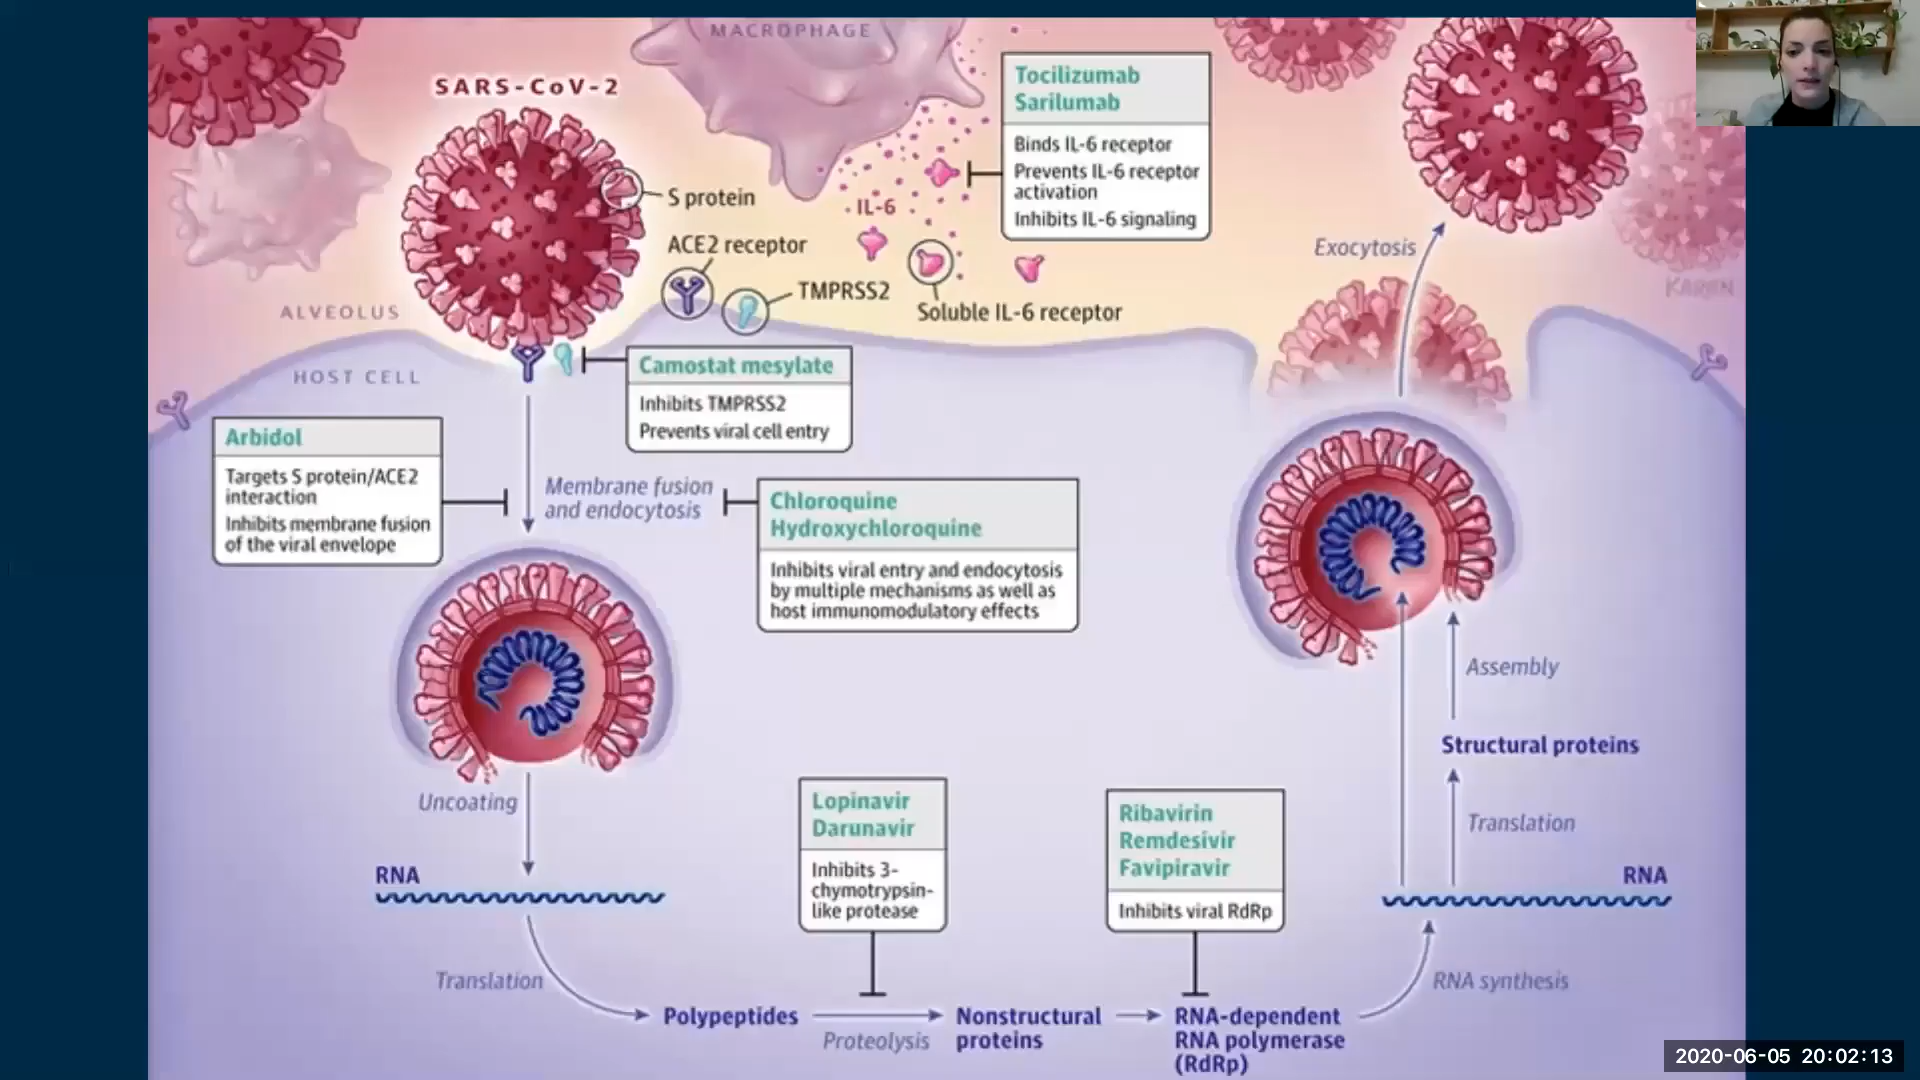 MACROPHAGE
SARS-CoV-2
Tocilizumab
Sarilumab
Binds IL-6 receptor
Prevents IL-6 receptor
activation
Inhibits IL-6 signaling
S protein
IL-6
ACE2 receptor
TMPRSS2
Soluble IL-6 receptor
Exocytosis
KAREN
ALVEOLUS
HOST CELL
Camostat mesylate
Inhibits TMPRSS2
Prevents viral cell entry
Arbidol
Targets S protein/ACE2
interaction
Inhibits membrane fusion
of the viral envelope
Membrane fusion
and endocytosis
Chloroquine
Hydroxychloroquine
Inhibits viral entry and endocytosis
by multiple mechanisms as well as
host immunomodulatory effects
Assembly
Structural proteins
Translation
Uncoating
RNA
Lopinavir
Darunavir
Inhibits 3-
chymotrypsin-
like protease
Ribavirin
Remdesivir
Favipiravir
Inhibits viral RdRp
RNA
Translation
Polypeptides
Proteolysis
Nonstructural
proteins
RNA-dependent
RNA polymerase
(RdRp)
RNA synthesis
2020-06-05 20:02:13